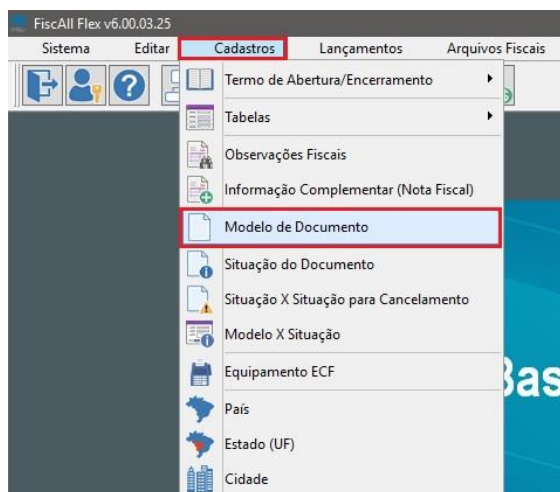 FiscAll Flex v6.00.03.25
Sistema Editar Cadastros Lançamentos Arquivos Fiscais
Termo de Abertura/Encerramento
Tabelas
Observações Fiscais
Informação Complementar (Nota Fiscal)
Modelo de Documento
Situação do Documento
Situação X Situação para Cancelamento
Modelo X Situação
Equipamento ECF
País
Estado (UF)
Cidade